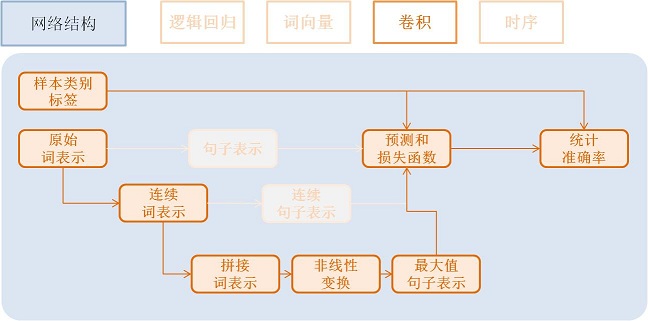 网络结构
逻辑回归
词向量
卷积
时序
样本类别
标签
原始
词表示
句子表示
预测和
损失函数
统计
准确率
连续
词表示
连续
句子表示
拼接
词表示
非线性
变换
最大值
句子表示